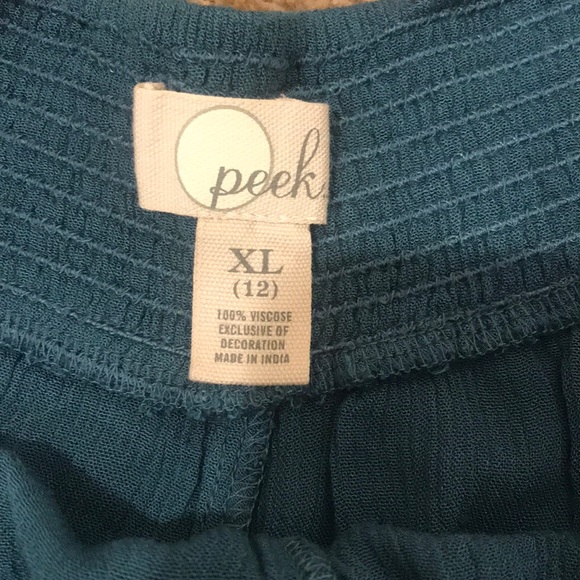 peek
XL
(12)
100% VISCOSE
EXCLUSIVE OF
DECORATION
MADE IN INDIA